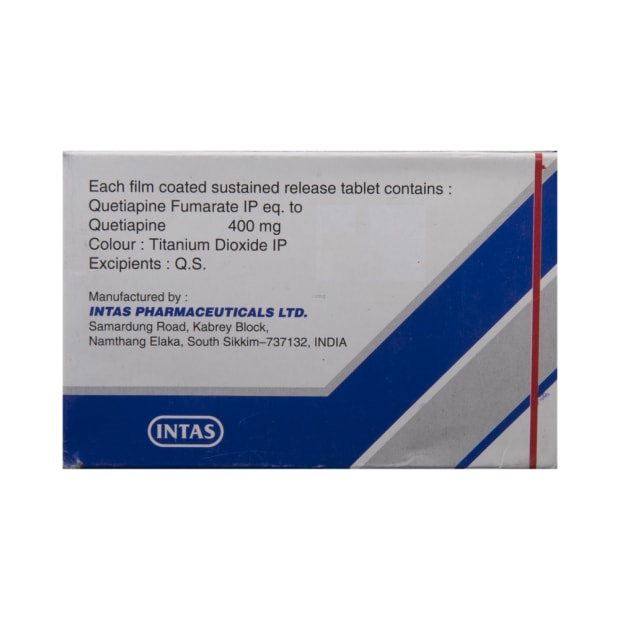 Each film coated sustained release tablet contains :
Quetiapine Fumarate IP eq. to
Quetiapine 400 mg
Colour : Titanium Dioxide IP
Excipients : Q.S.
Manufactured by :
INTAS PHARMACEUTICALS LTD.
Samardung Road, Kabrey Block,
Namthang Elaka, South Sikkim–737132, INDIA
INTAS